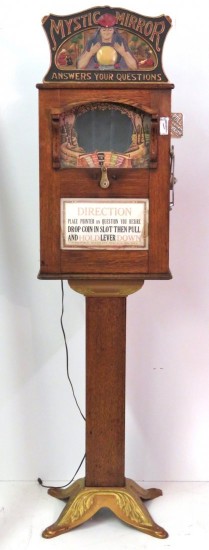 MYSTIC MIRROR
ANSWERS YOUR QUESTIONS
DIRECTION
PLACE POINTER ON QUESTION YOU DESIRE
DROP COIN IN SLOT THEN PULL
AND HOLD LEVER DOWN